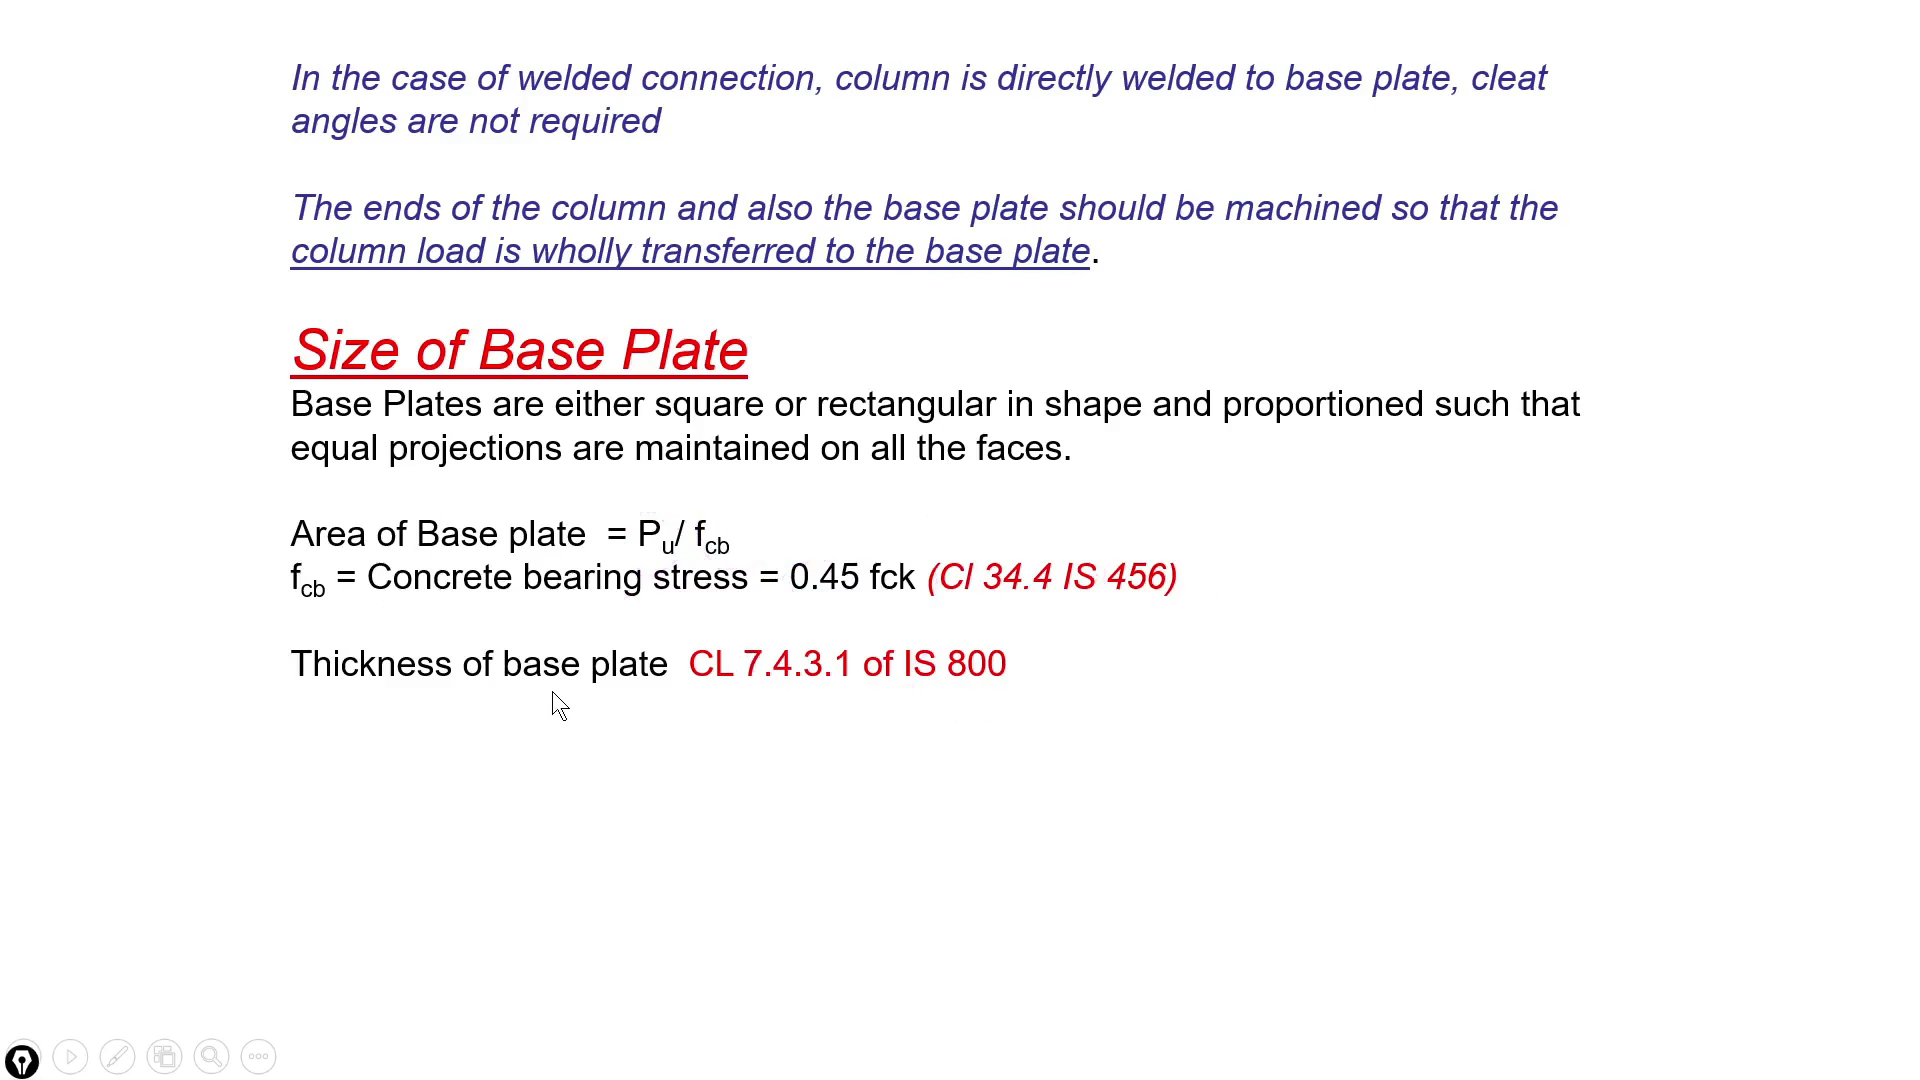 In the case of welded connection, column is directly welded to base plate, cleat
angles are not required
The ends of the column and also the base plate should be machined so that the
column load is wholly transferred to the base plate.
Size of Base Plate
Base Plates are either square or rectangular in shape and proportioned such that
equal projections are maintained on all the faces.
Area of Base plate = Pu/ fcb
fcb = Concrete bearing stress = 0.45 fck (Cl 34.4 IS 456)
Thickness of base plate CL 7.4.3.1 of IS 800